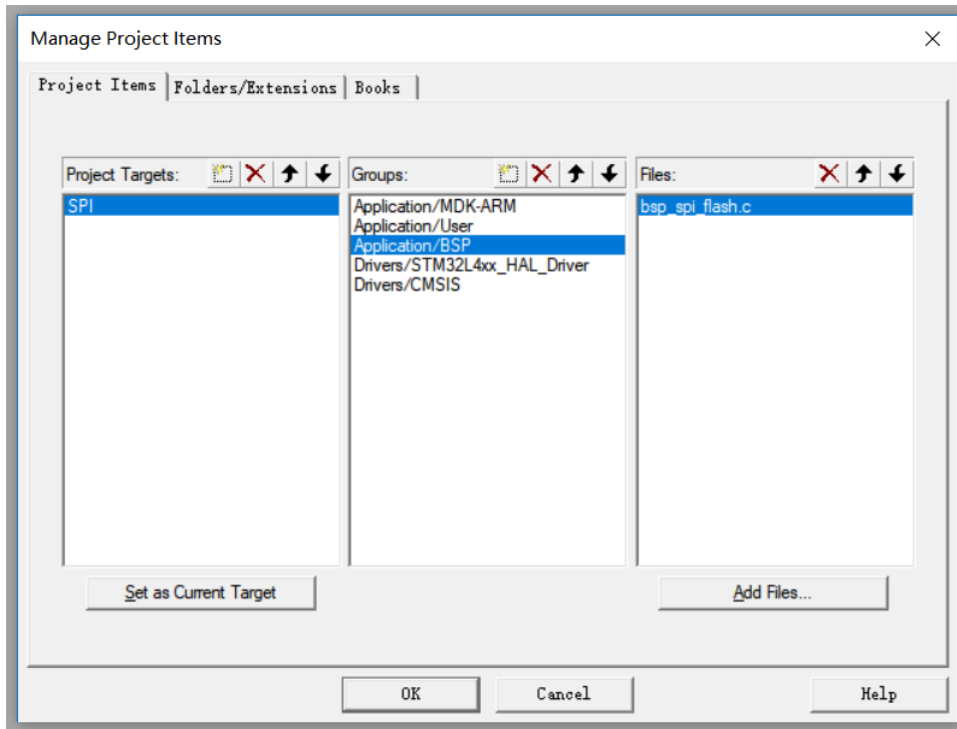 Manage Project Items
Project Items Folders/Extensions Books
Project Targets: Groups: Files:
SPI
Application/MDK-ARM
Application/User
Application/BSP
Drivers/STM32L4xx_HAL_Driver
Drivers/CMSIS
bsp_spi_flash.c
Set as Current Target Add Files...
OK Cancel Help